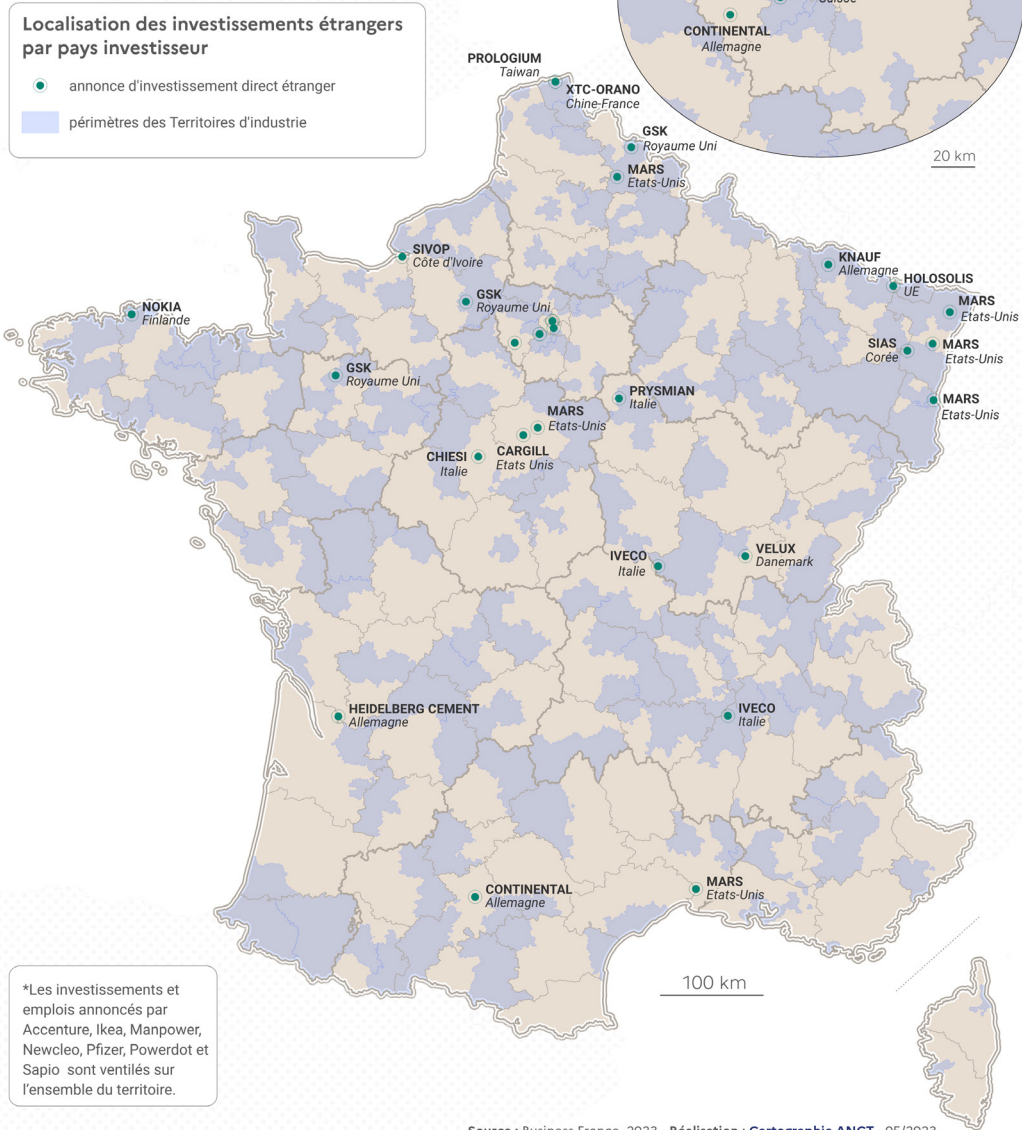 Localisation des investissements étrangers
par pays investisseur
annonce d'investissement direct étranger
périmètres des Territoires d'industrie
CONTINENTAL
Allemagne
20 km
PROLOGIUM
Taiwan
XTC-ORANO
Chine-France
GSK
Royaume Uni
MARS
Etats-Unis
SIVOP
Côte d'Ivoire
KNAUF
Allemagne
HOLOSOLIS
UE
GSK
Royaume Uni
MARS
Etats-Unis
NOKIA
Finlande
SIAS
Corée
MARS
Etats-Unis
GSK
Royaume Uni
PRYSMIAN
Italie
MARS
Etats-Unis
MARS
Etats-Unis
CHIESI
Italie
CARGILL
Etats Unis
IVECO
Italie
VELUX
Danemark
HEIDELBERG CEMENT
Allemagne
IVECO
Italie
CONTINENTAL
Allemagne
MARS
Etats-Unis
100 km
*Les investissements et
emplois annoncés par
Accenture, Ikea, Manpower,
Newcleo, Pfizer, Powerdot et
Sapio sont ventilés sur
l'ensemble du territoire.